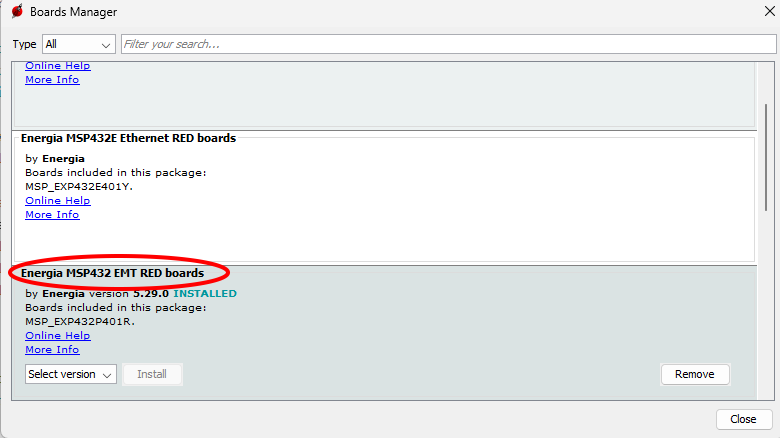 Boards Manager
Type All Filter your search...
Online Help
More Info
Energia MSP432E Ethernet RED boards
by Energia
Boards included in this package:
MSP_EXP432E401Y.
Online Help
More Info
Energia MSP432 EMT RED boards
by Energia version 5.29.0 INSTALLED
Boards included in this package:
MSP_EXP432P401R.
Online Help
More Info
Select version Install Remove
Close